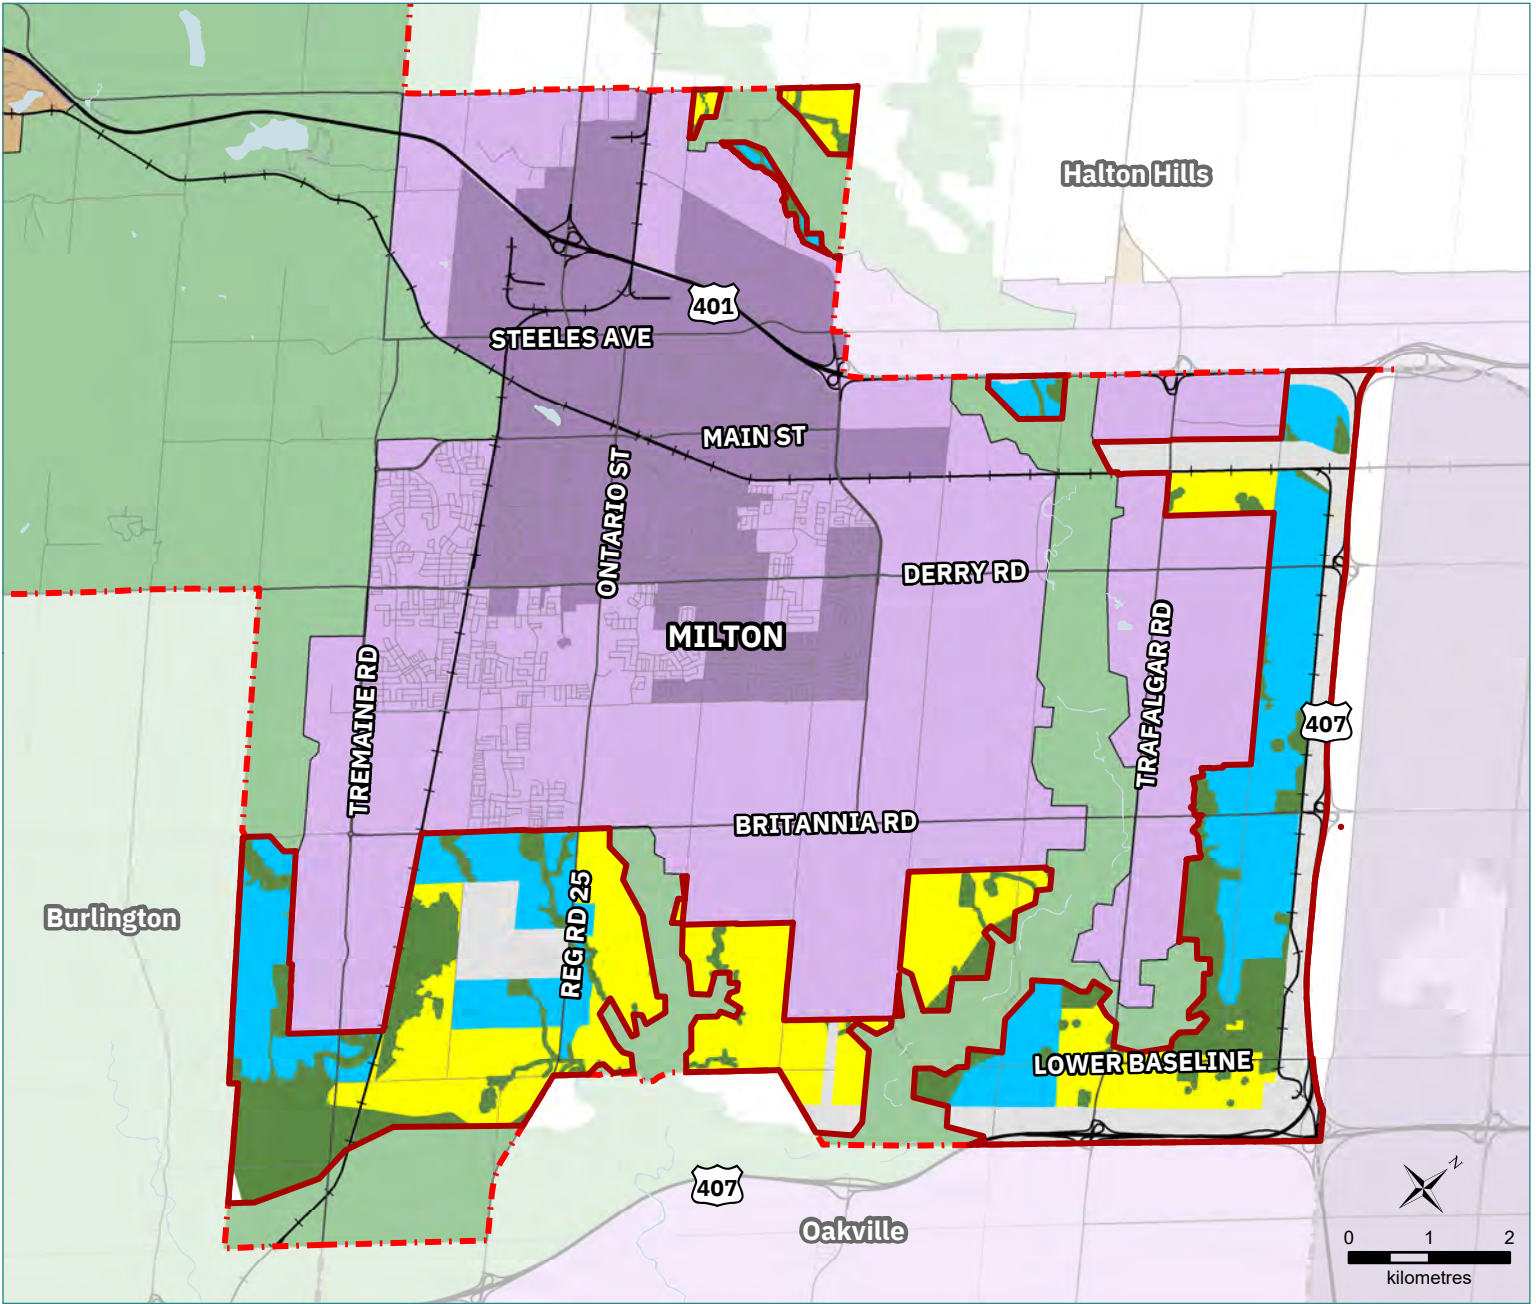 Halton Hills
401
STEELES AVE
MAIN ST
ONTARIO ST
DERRY RD
MILTON
TREMAINE RD
TRAFALGAR RD
407
BRITANNIA RD
REG RD 25
Burlington
LOWER BASELINE
407
Oakville
N
0 1 2
kilometres